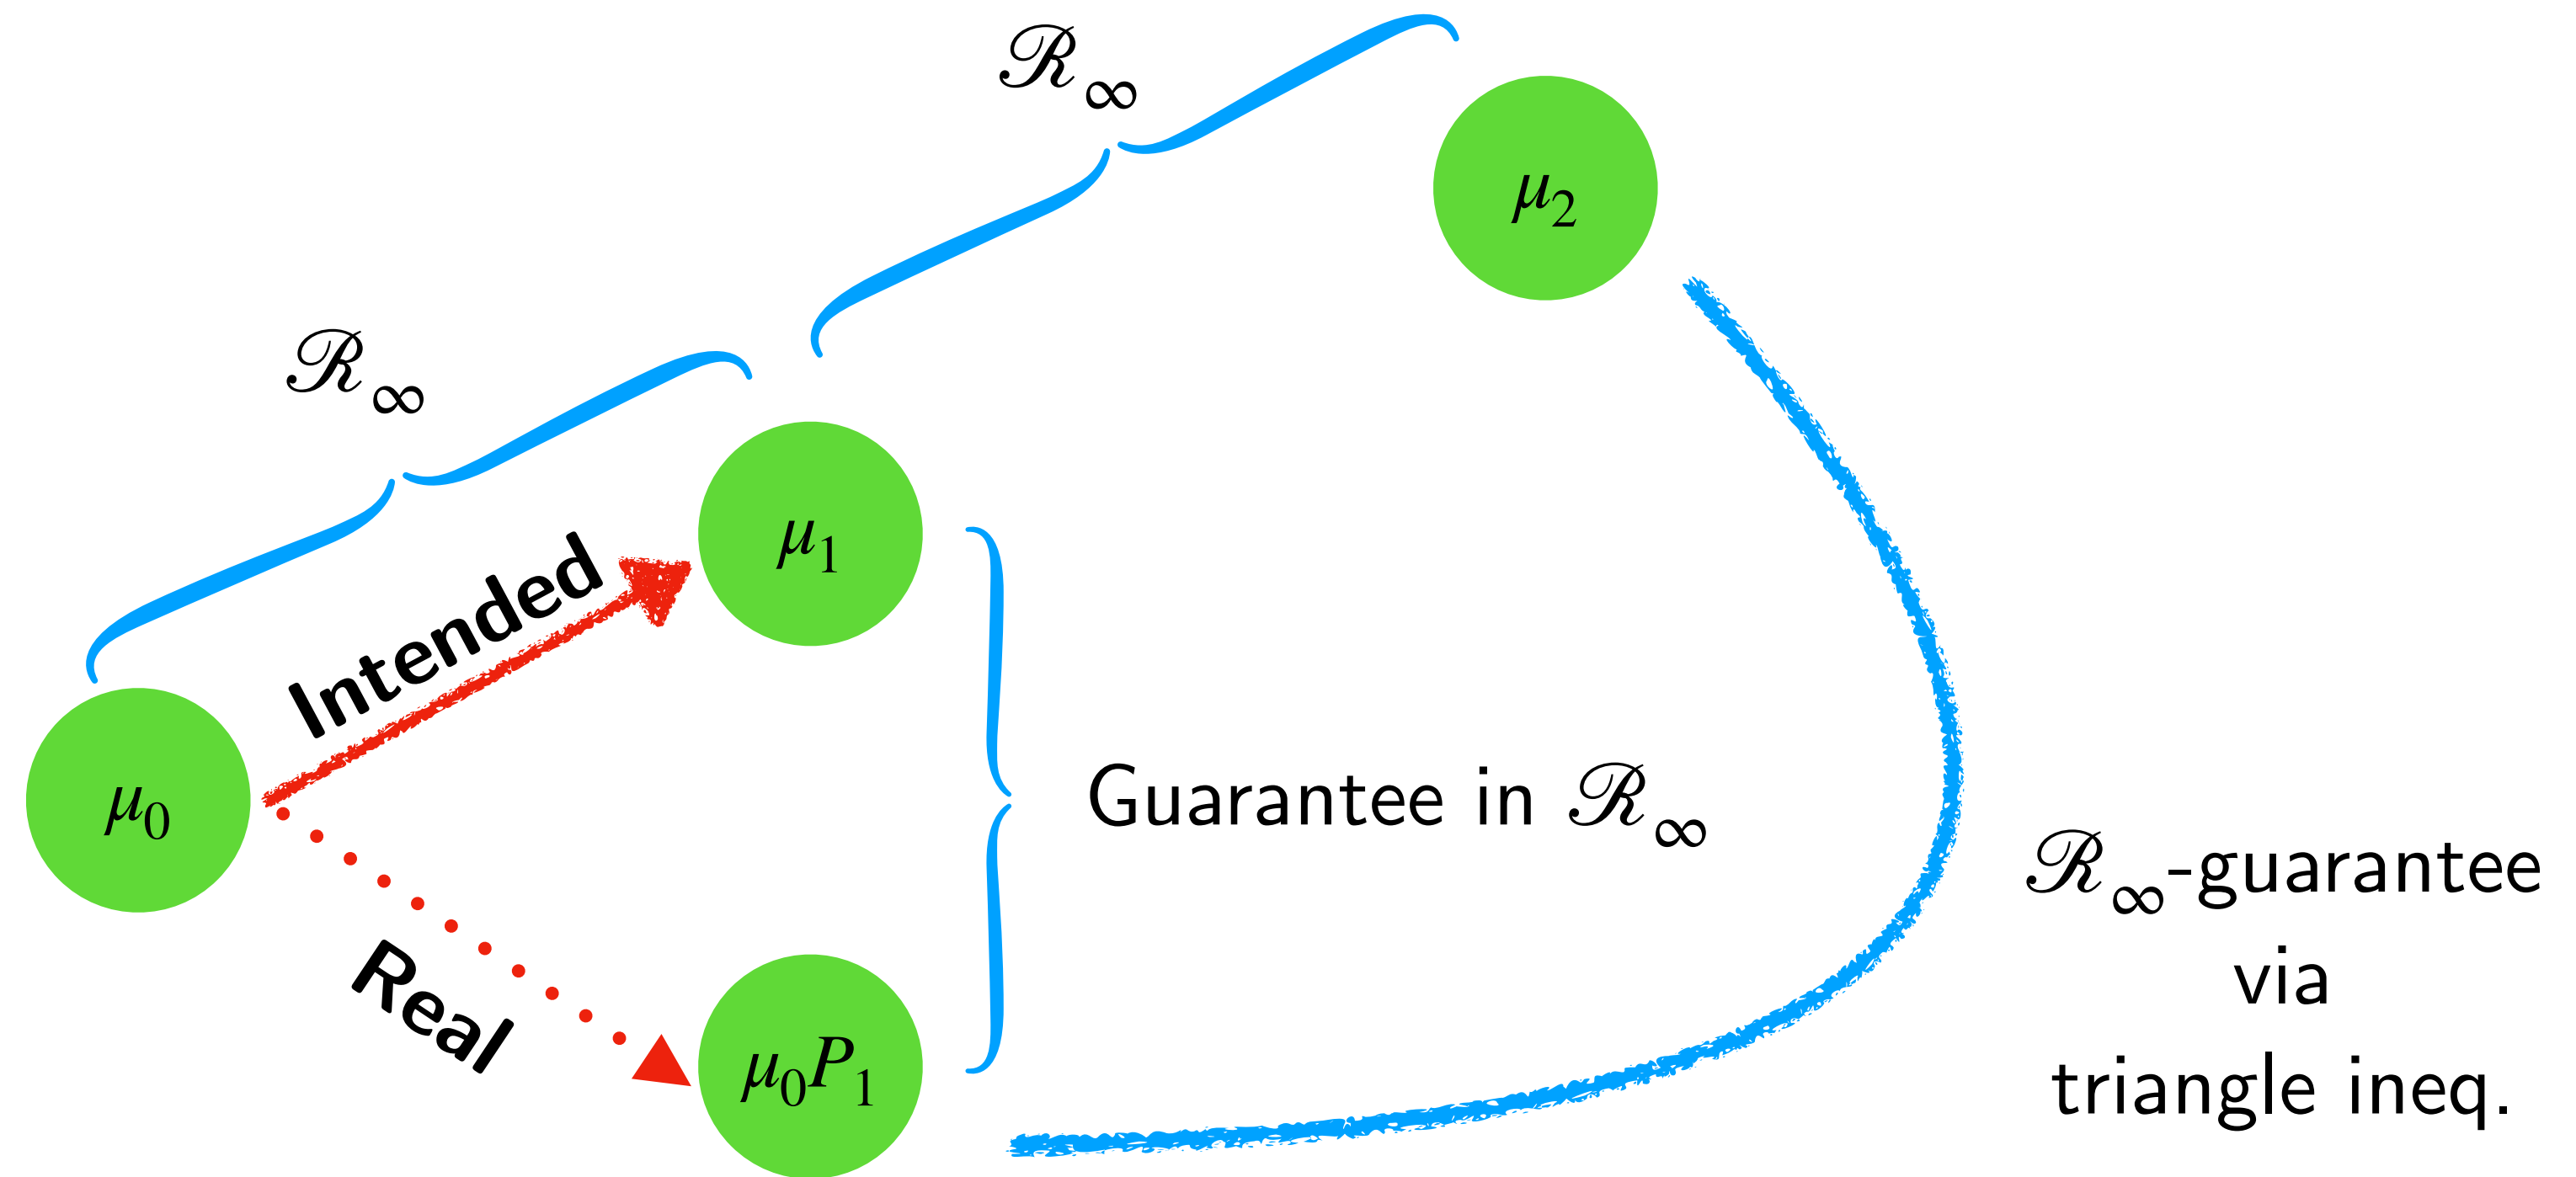 ℛ∞
μ₂
ℛ∞
μ₁
Intended
μ₀
Guarantee in ℛ∞
Real
μ₀P₁
ℛ∞-guarantee
via
triangle ineq.